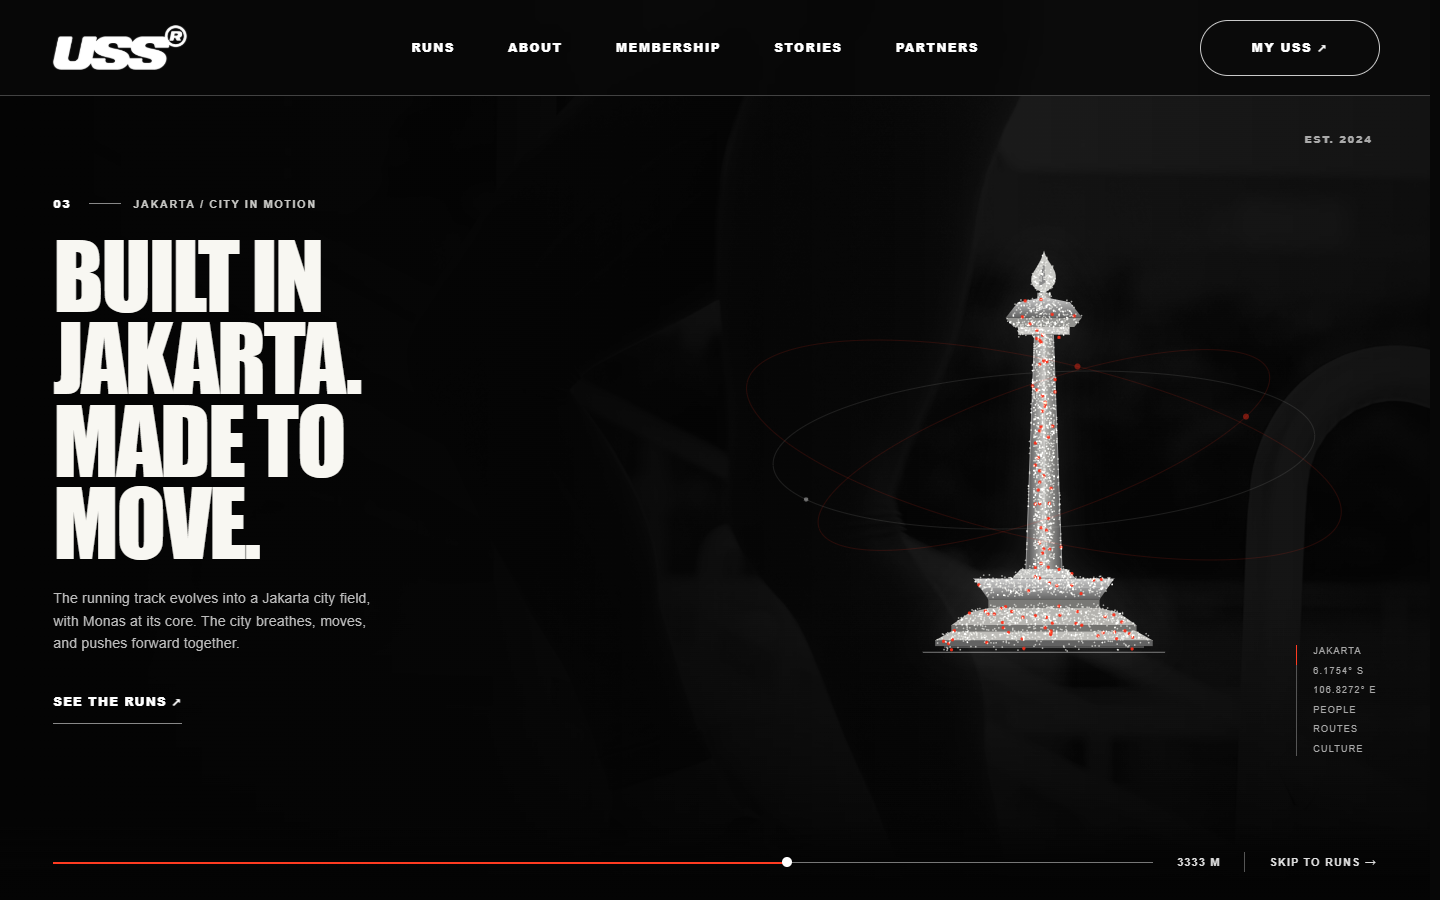 USS®
RUNS
ABOUT
MEMBERSHIP
STORIES
PARTNERS
MY USS ↗
EST. 2024
03
JAKARTA / CITY IN MOTION
BUILT IN
JAKARTA.
MADE TO
MOVE.
The running track evolves into a Jakarta city field,
with Monas at its core. The city breathes, moves,
and pushes forward together.
SEE THE RUNS ↗
JAKARTA
6.1754° S
106.8272° E
PEOPLE
ROUTES
CULTURE
3333 M
SKIP TO RUNS →